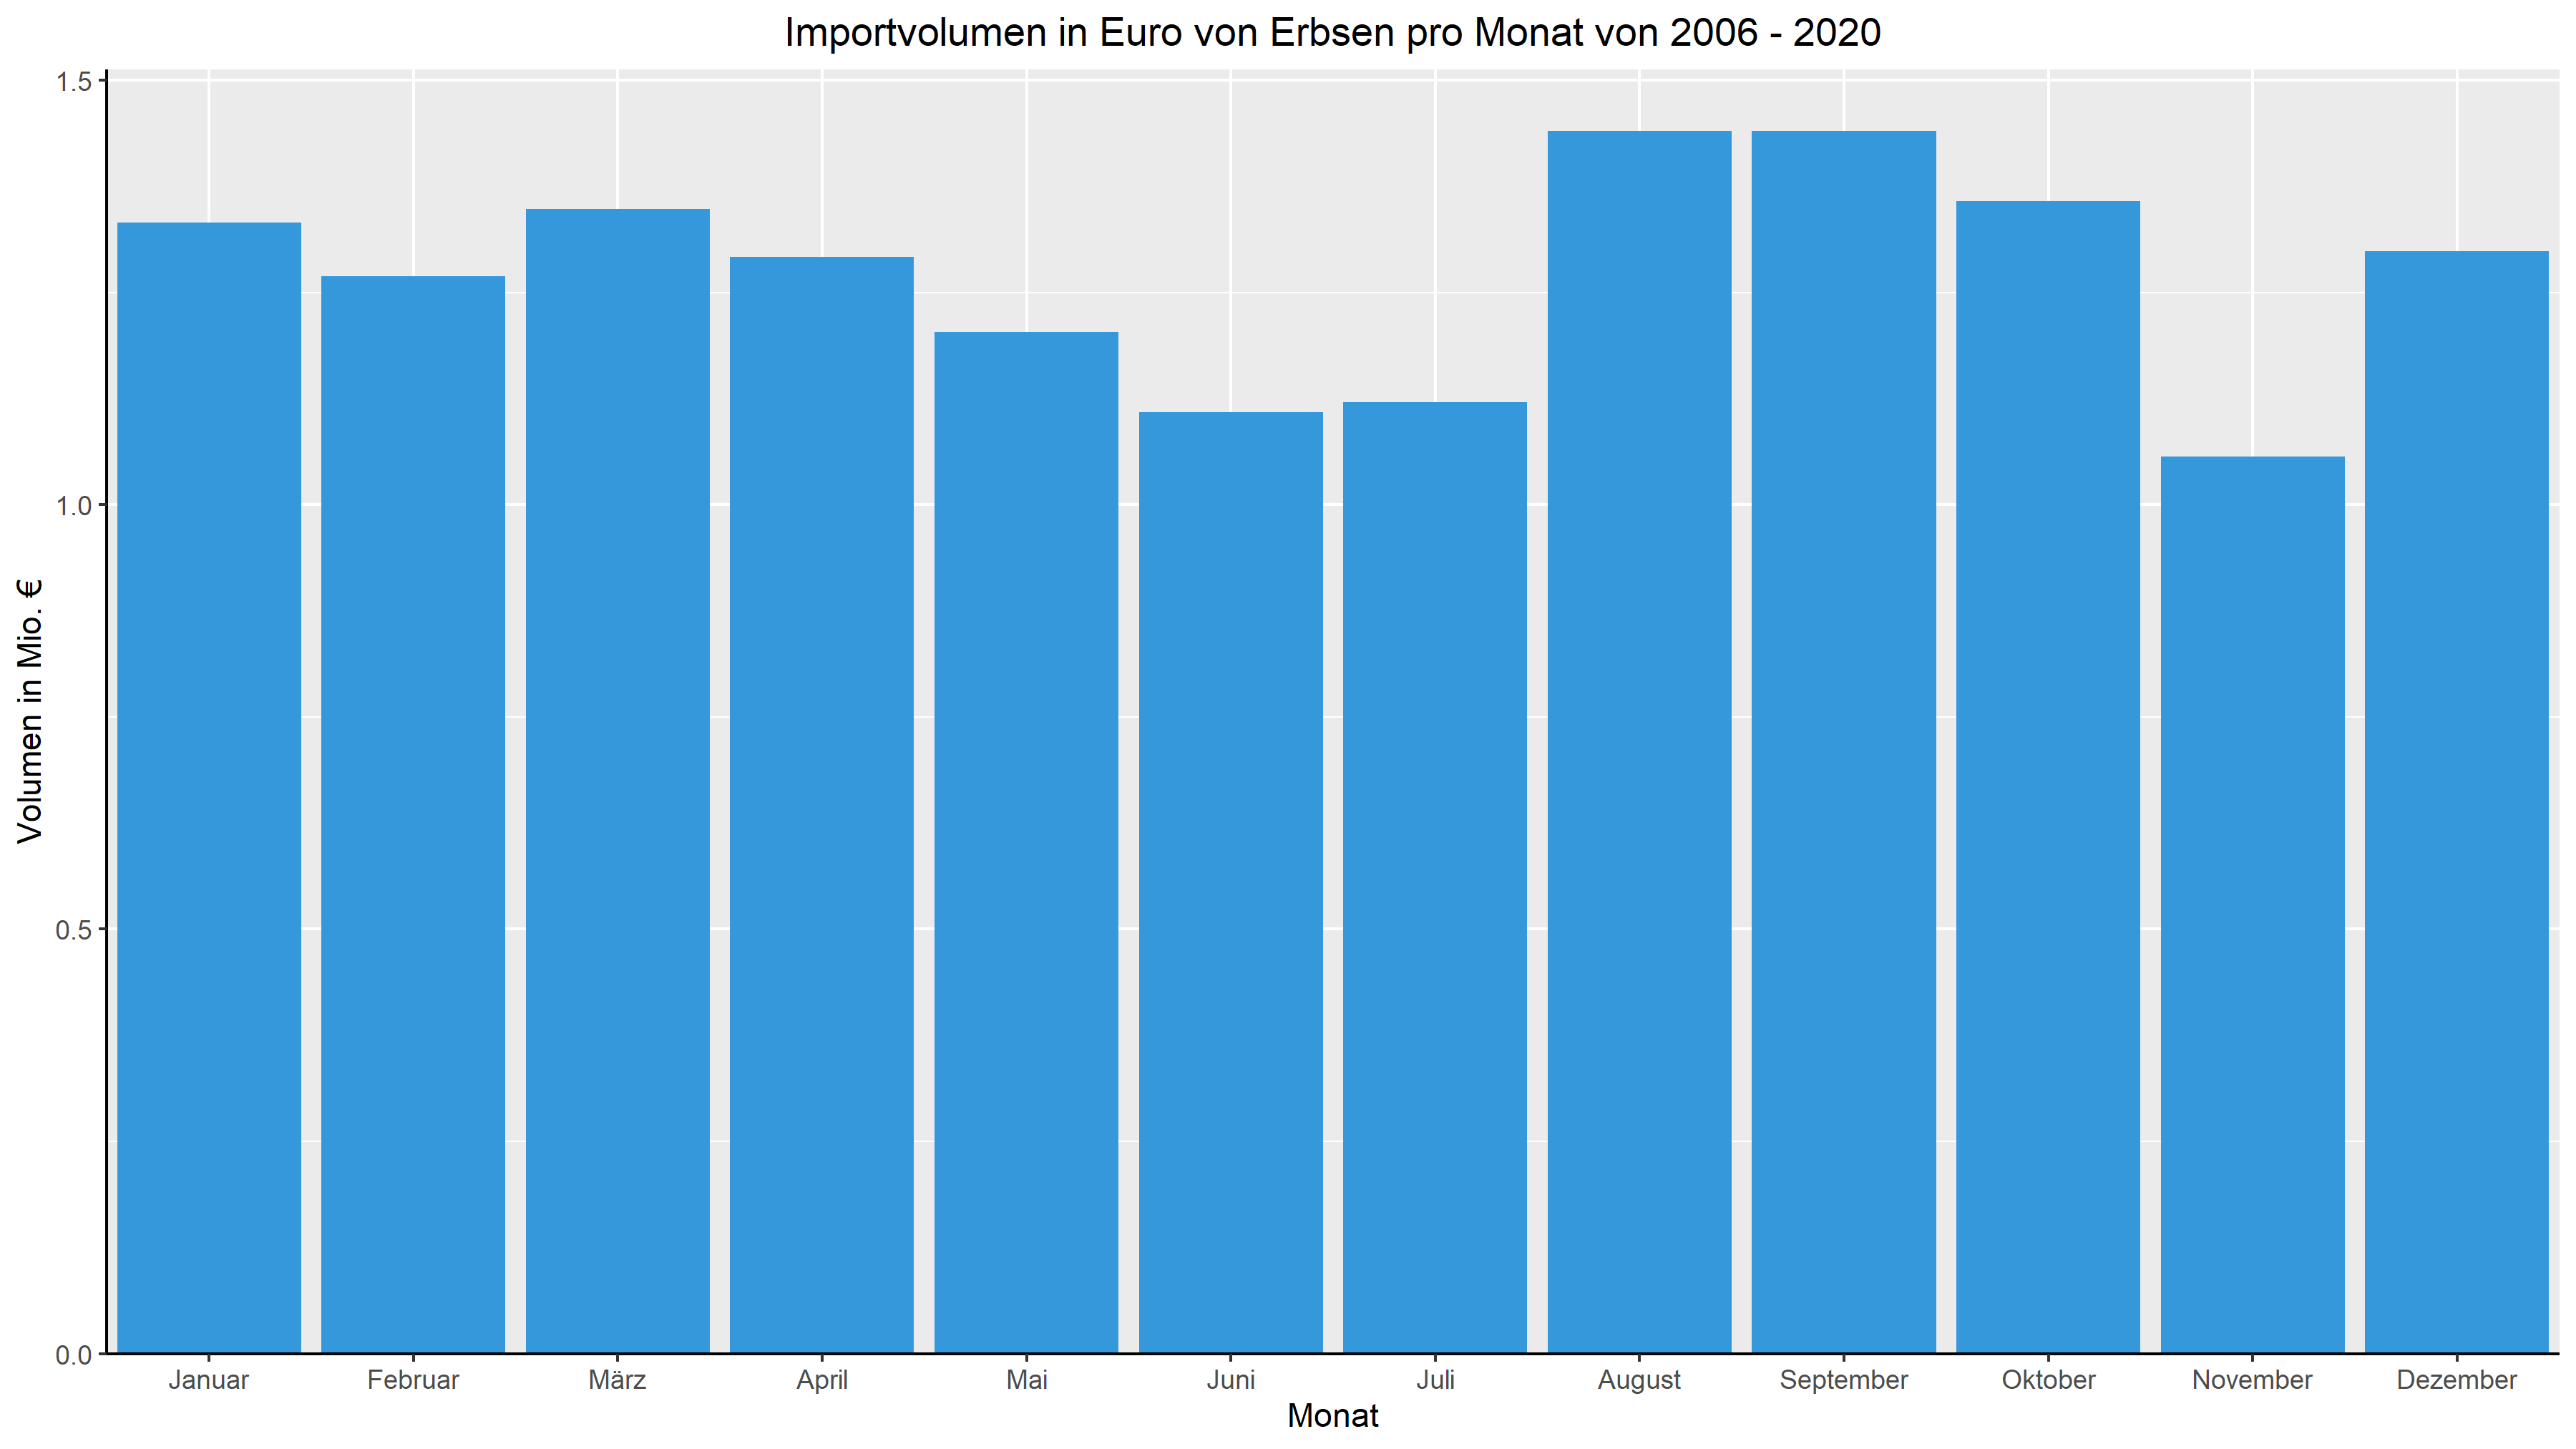 Importvolumen in Euro von Erbsen pro Monat von 2006 - 2020
Volumen in Mio. €
1.5
1.0
0.5
0.0
Januar Februar März April Mai Juni Juli August September Oktober November Dezember
Monat